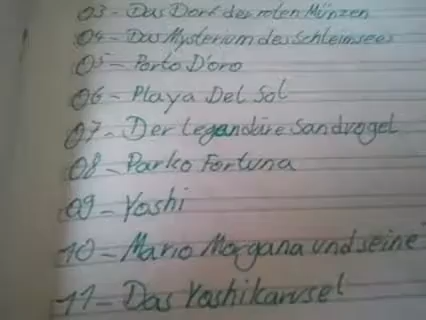 03 - Das Dorf der roten Münzen
04 - Das Mysterium des Schleimsees
05 - Porto D'oro
06 - Playa Del Sol
07 - Der Legendäre Sandvogel
08 - Parko Fortuna
09 - Yoshi
10 - Mario Morgana und seine
11 - Das Yoshikarusel